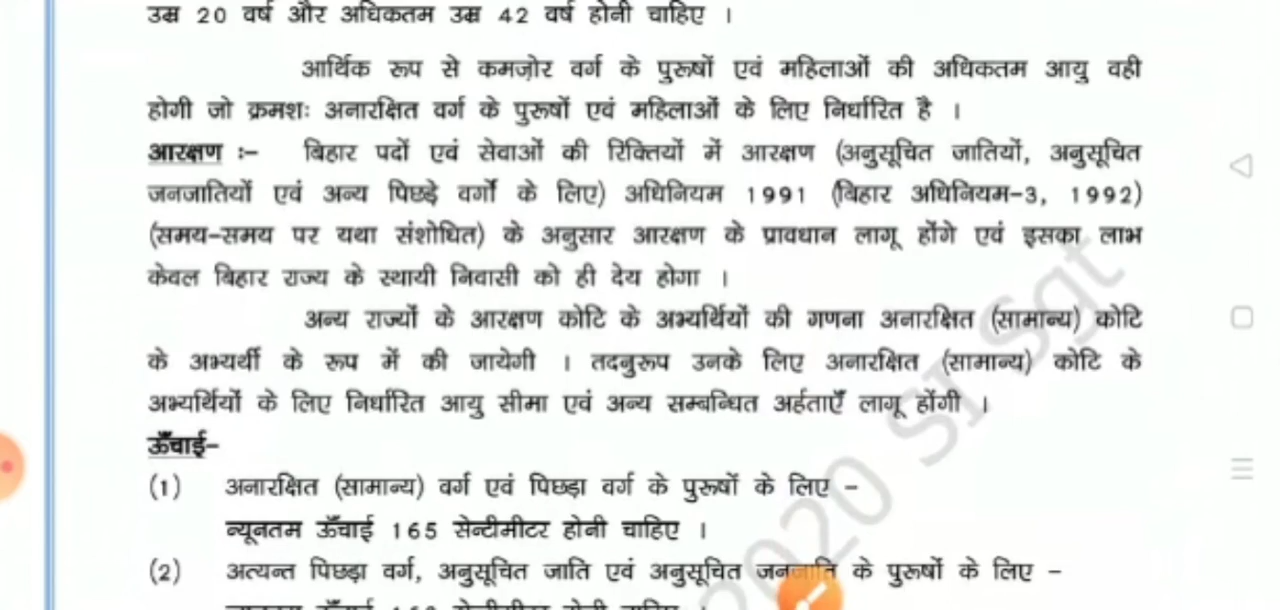 उम्र 20 वर्ष और अधिकतम उम्र 42 वर्ष होनी चाहिए ।
आर्थिक रूप से कमज़ोर वर्ग के पुरूषों एवं महिलाओं की अधिकतम आयु वही
होगी जो क्रमशः अनारक्षित वर्ग के पुरूषों एवं महिलाओं के लिए निर्धारित है ।
आरक्षण :- बिहार पदों एवं सेवाओं की रिक्तियों में आरक्षण (अनुसूचित जातियों, अनुसूचित
जनजातियों एवं अन्य पिछड़े वर्गों के लिए) अधिनियम 1991 (बिहार अधिनियम-3, 1992)
(समय-समय पर यथा संशोधित) के अनुसार आरक्षण के प्रावधान लागू होंगे एवं इसका लाभ
केवल बिहार राज्य के स्थायी निवासी को ही देय होगा ।
अन्य राज्यों के आरक्षण कोटि के अभ्यर्थियों की गणना अनारक्षित (सामान्य) कोटि
के अभ्यर्थी के रूप में की जायेगी । तदनुरूप उनके लिए अनारक्षित (सामान्य) कोटि के
अभ्यर्थियों के लिए निर्धारित आयु सीमा एवं अन्य सम्बन्धित अर्हताएँ लागू होंगी ।
ऊँचाई-
(1) अनारक्षित (सामान्य) वर्ग एवं पिछड़ा वर्ग के पुरूषों के लिए -
न्यूनतम ऊँचाई 165 सेन्टीमीटर होनी चाहिए ।
(2) अत्यन्त पिछड़ा वर्ग, अनुसूचित जाति एवं अनुसूचित जनजाति के पुरूषों के लिए -
2020 SI Sgt